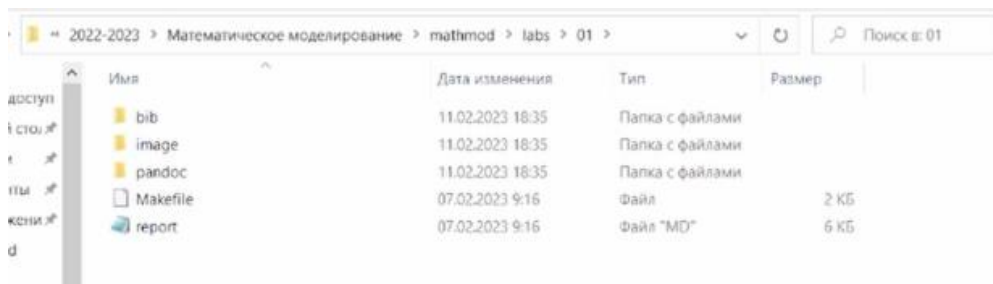 « 2022-2023 > Математическое моделирование > mathmod > labs > 01 >
Поиск в: 01
Имя Дата изменения Тип Размер
bib 11.02.2023 18:35 Папка с файлами
image 11.02.2023 18:35 Папка с файлами
pandoc 11.02.2023 18:35 Папка с файлами
Makefile 07.02.2023 9:16 Файл 2 КБ
report 07.02.2023 9:16 Файл "MD" 6 КБ